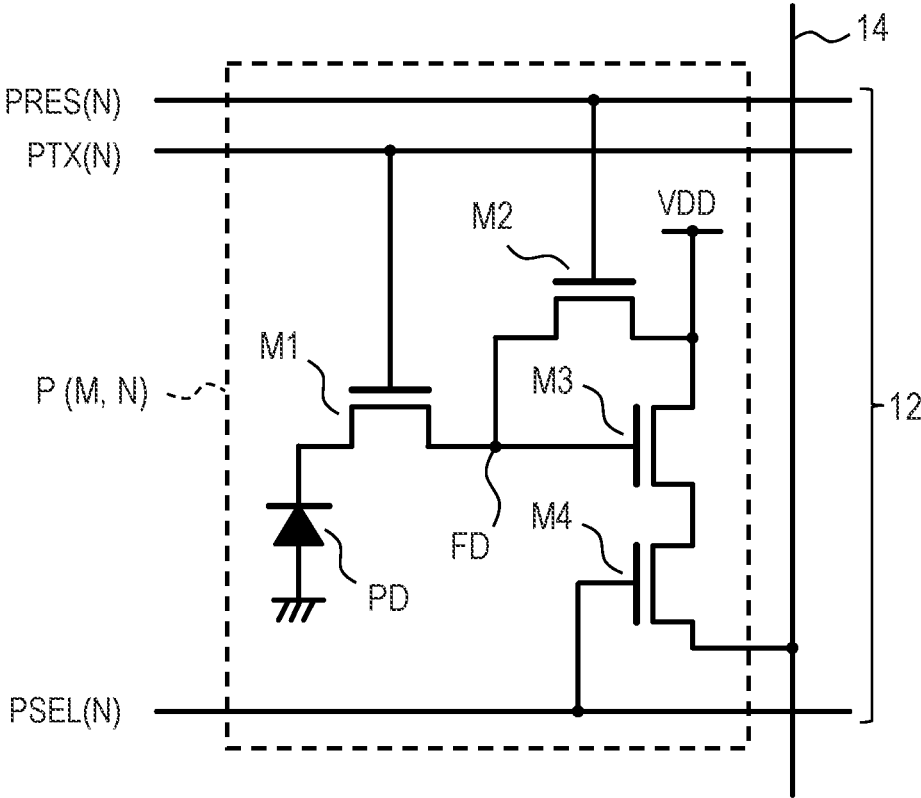 14
PRES(N)
PTX(N)
VDD
M2
M1
M3
P (M, N)
12
M4
FD
PD
PSEL(N)